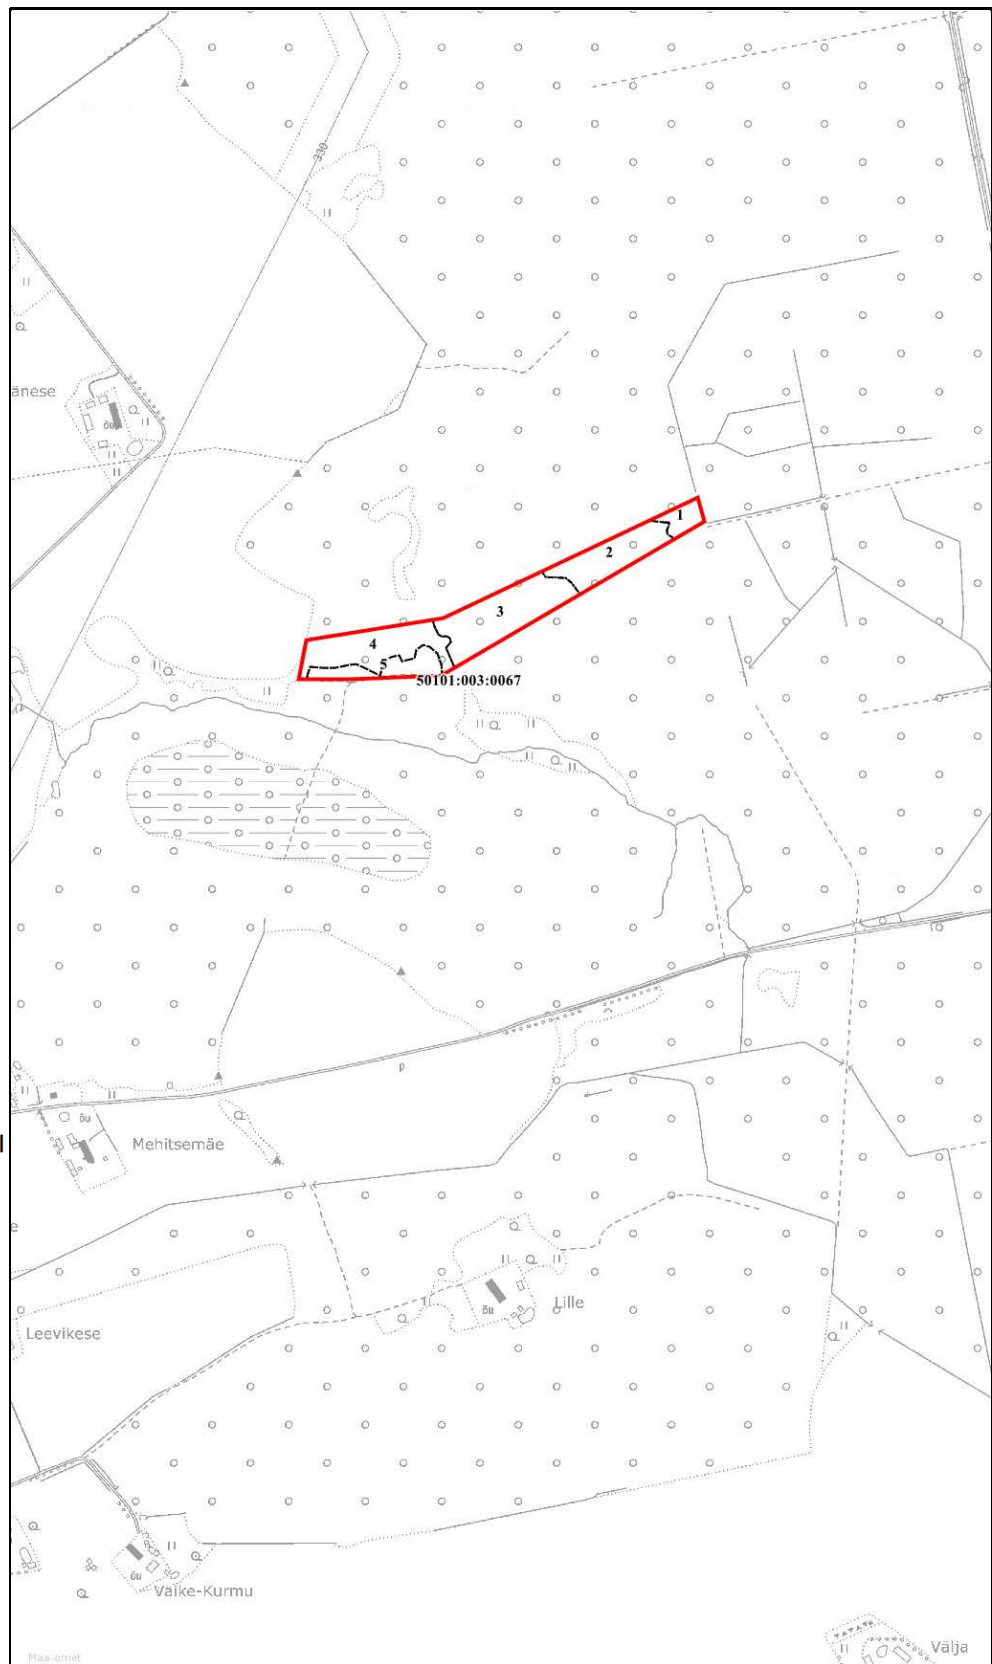 330
änese
õu
1
2
3
4
5
50101:003:0067
p
õu
Mehitsemäe
e
Lille
õu
Leevikese
õu
Väike-Kurmu
Välja
Maa-amet